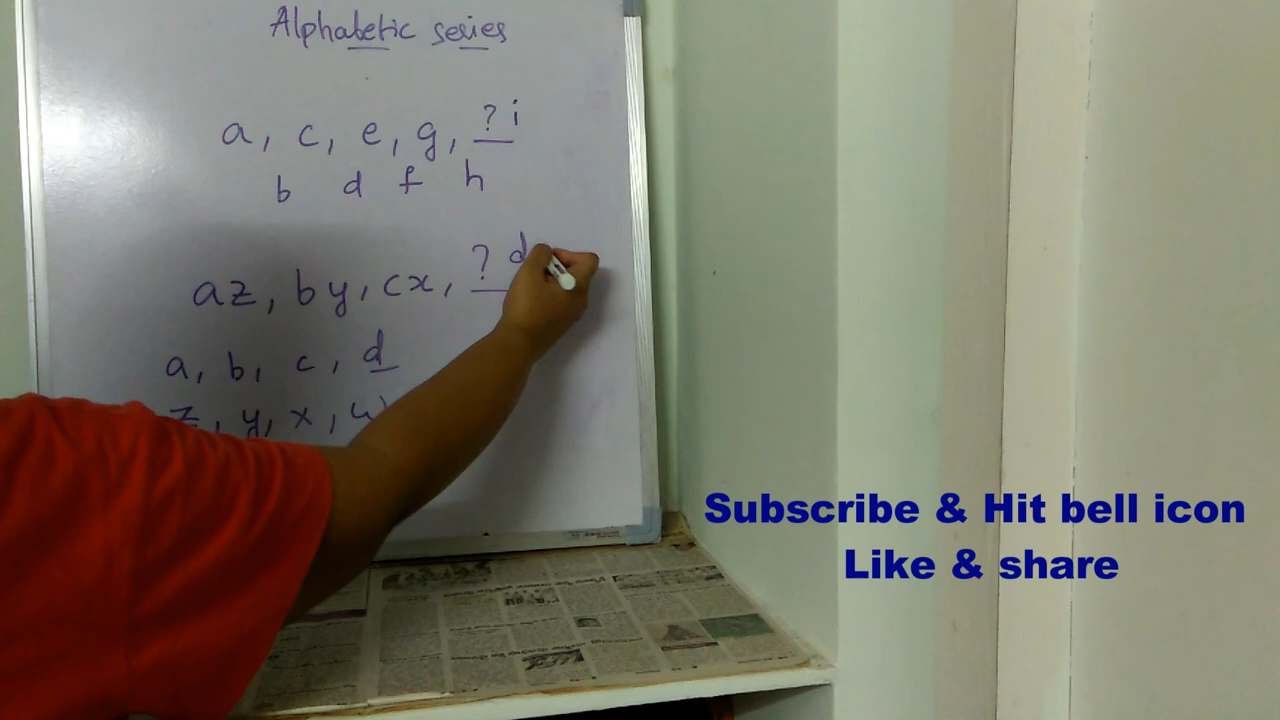 Alphabetic series
a, c, e, g, ? i
b d f h
az, by, cx, ? d
a, b, c, d
z, y, x, w
Subscribe & Hit bell icon
Like & share